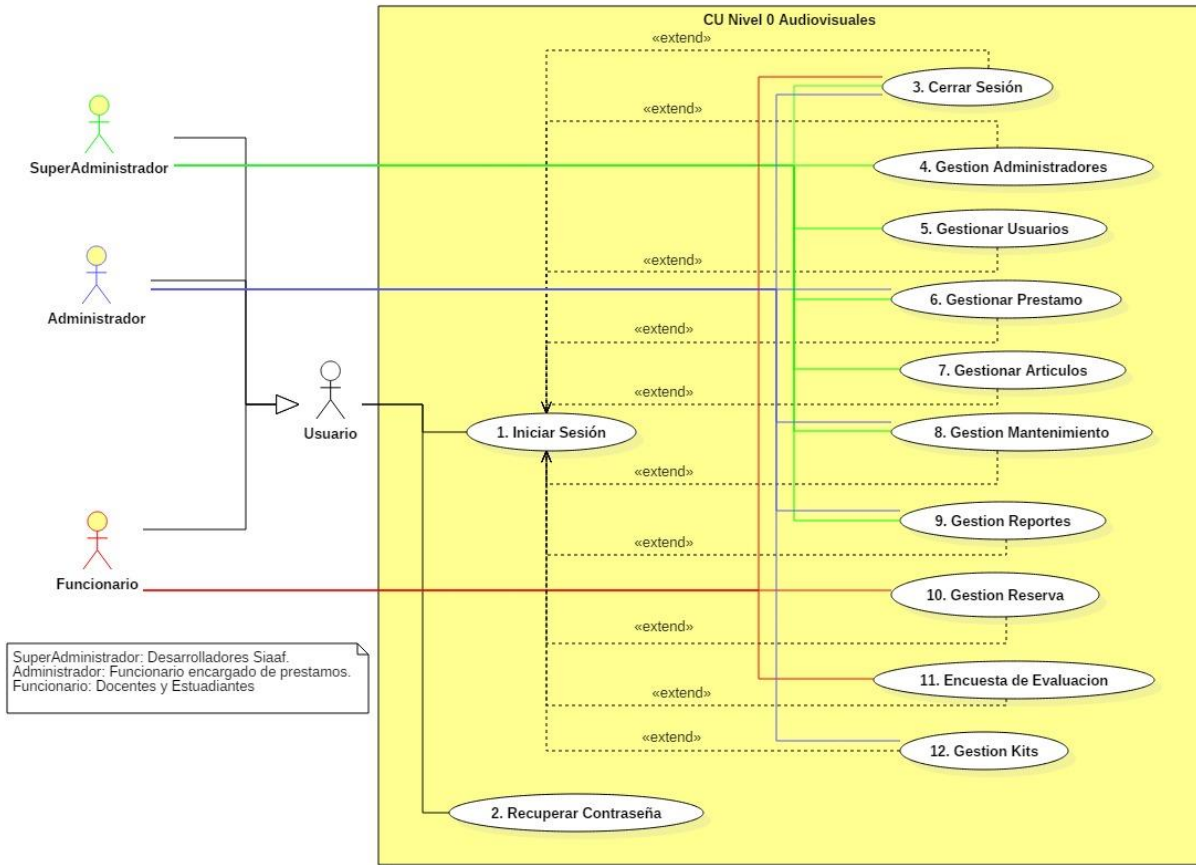 CU Nivel 0 Audiovisuales
«extend»
3. Cerrar Sesión
«extend»
SuperAdministrador
4. Gestion Administradores
5. Gestionar Usuarios
«extend»
6. Gestionar Prestamo
Administrador
«extend»
7. Gestionar Articulos
«extend»
Usuario
1. Iniciar Sesión
8. Gestion Mantenimiento
«extend»
9. Gestion Reportes
«extend»
Funcionario
10. Gestion Reserva
«extend»
SuperAdministrador: Desarrolladores Siaaf.
Administrador: Funcionario encargado de prestamos.
Funcionario: Docentes y Estuadiantes
11. Encuesta de Evaluacion
«extend»
«extend»
12. Gestion Kits
2. Recuperar Contraseña